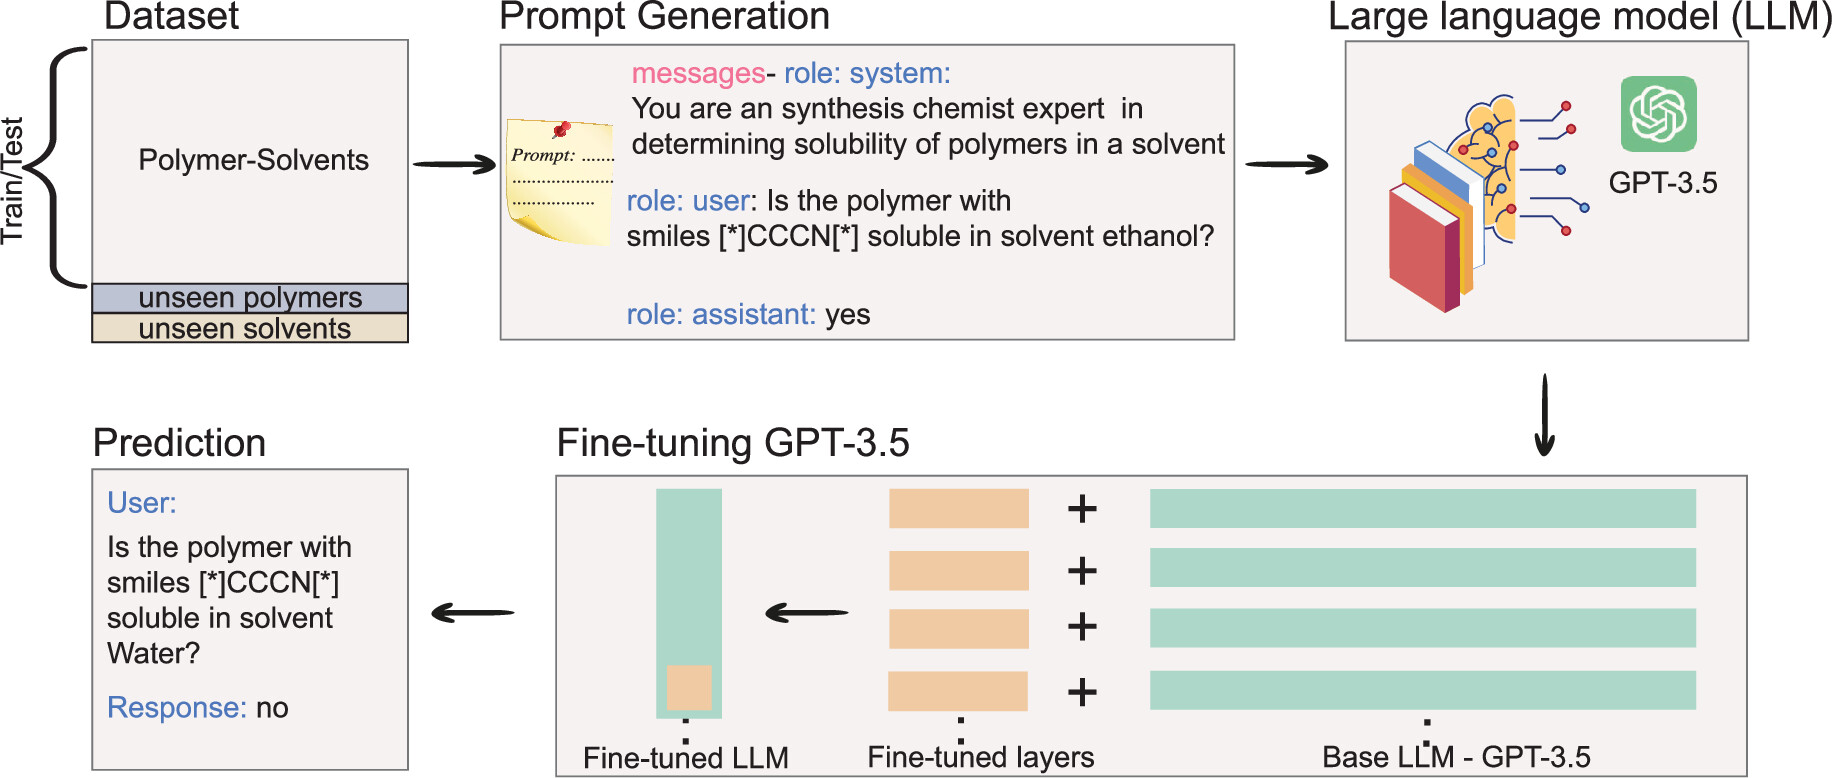 Dataset
Train/Test
Polymer-Solvents
unseen polymers
unseen solvents
Prompt Generation
Prompt: .......
messages- role: system:
You are an synthesis chemist expert in
determining solubility of polymers in a solvent
role: user: Is the polymer with
smiles [*]CCCN[*] soluble in solvent ethanol?
role: assistant: yes
Large language model (LLM)
GPT-3.5
Fine-tuning GPT-3.5
+
+
+
+
Fine-tuned LLM
Fine-tuned layers
Base LLM - GPT-3.5
Prediction
User:
Is the polymer with
smiles [*]CCCN[*]
soluble in solvent
Water?
Response: no